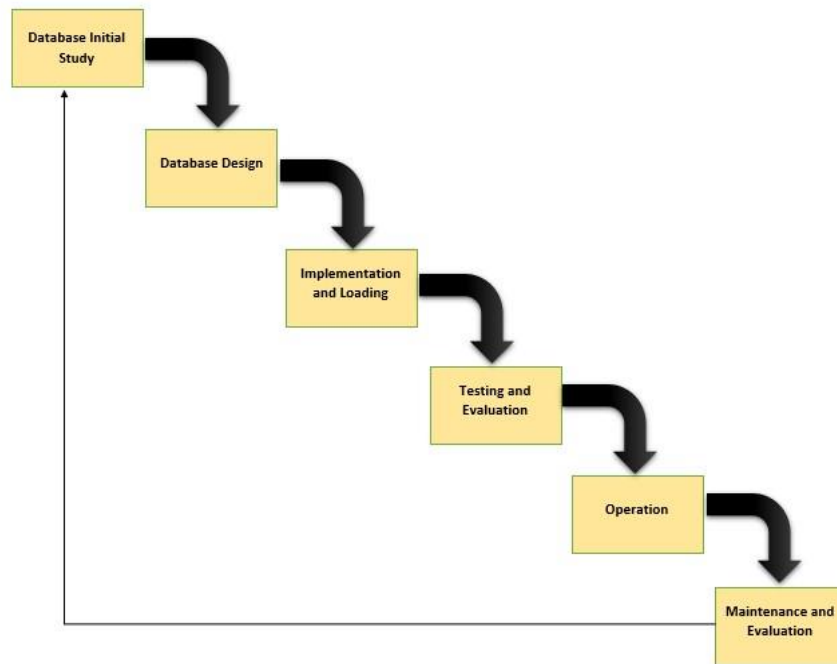 Database Initial
Study
Database Design
Implementation
and Loading
Testing and
Evaluation
Operation
Maintenance and
Evaluation